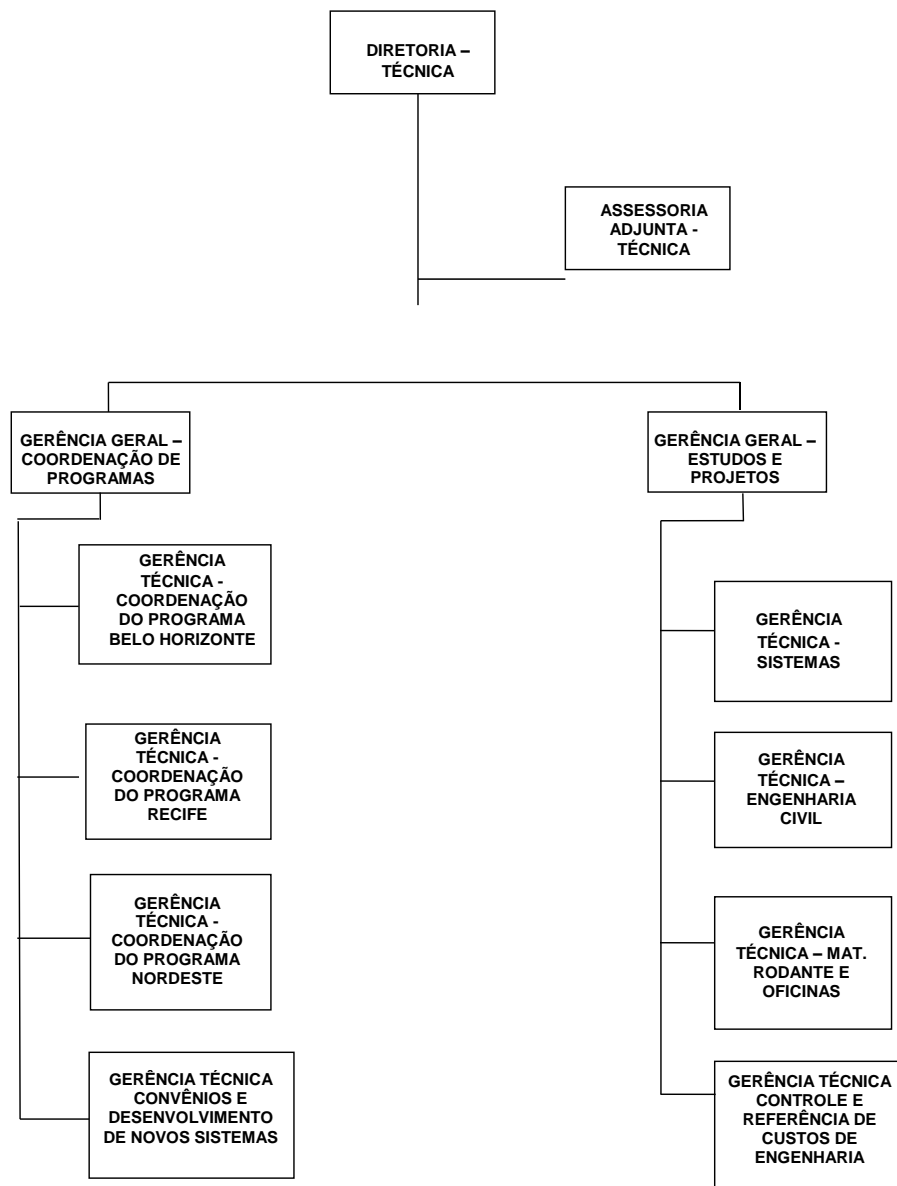 DIRETORIA –
TÉCNICA
ASSESSORIA
ADJUNTA -
TÉCNICA
GERÊNCIA GERAL –
COORDENAÇÃO DE
PROGRAMAS
GERÊNCIA GERAL –
ESTUDOS E
PROJETOS
GERÊNCIA
TÉCNICA -
COORDENAÇÃO
DO PROGRAMA
BELO HORIZONTE
GERÊNCIA
TÉCNICA -
COORDENAÇÃO
DO PROGRAMA
RECIFE
GERÊNCIA
TÉCNICA -
COORDENAÇÃO
DO PROGRAMA
NORDESTE
GERÊNCIA TÉCNICA
CONVÊNIOS E
DESENVOLVIMENTO
DE NOVOS SISTEMAS
GERÊNCIA
TÉCNICA -
SISTEMAS
GERÊNCIA
TÉCNICA –
ENGENHARIA
CIVIL
GERÊNCIA
TÉCNICA – MAT.
RODANTE E
OFICINAS
GERÊNCIA TÉCNICA
CONTROLE E
REFERÊNCIA DE
CUSTOS DE
ENGENHARIA